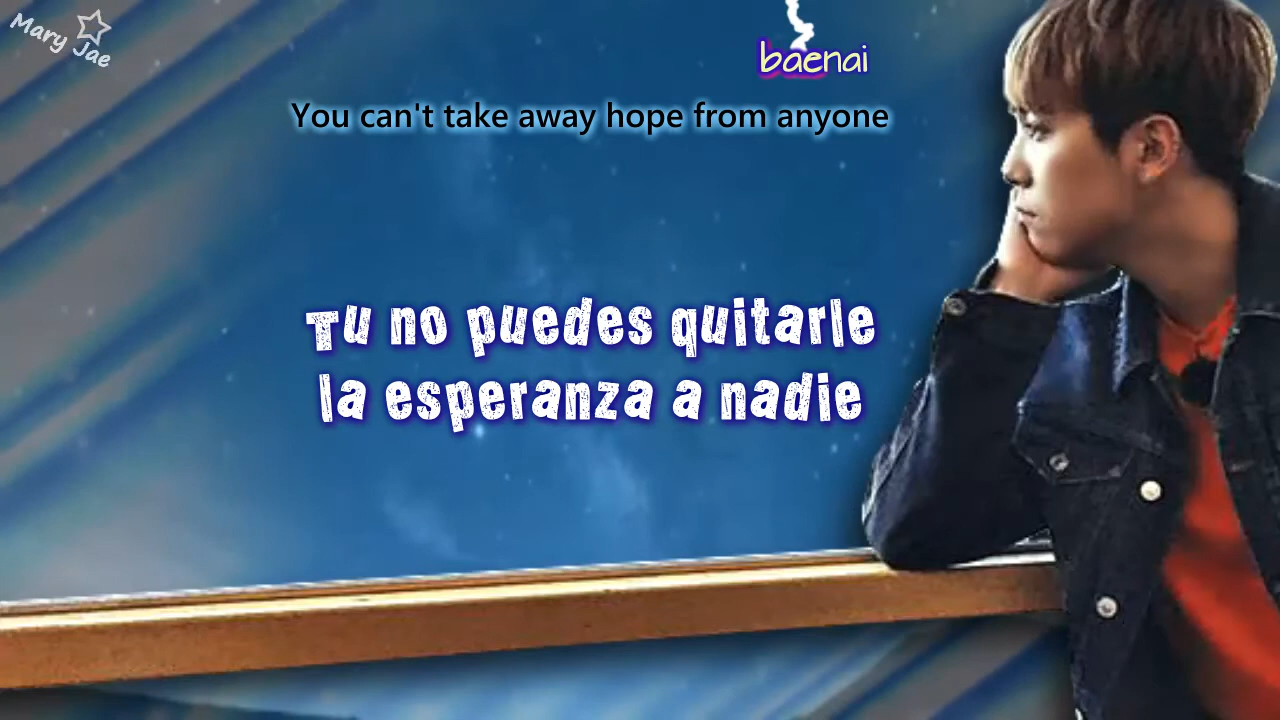 Mary Jae
baenai
You can't take away hope from anyone
Tu no puedes quitarle
la esperanza a nadie